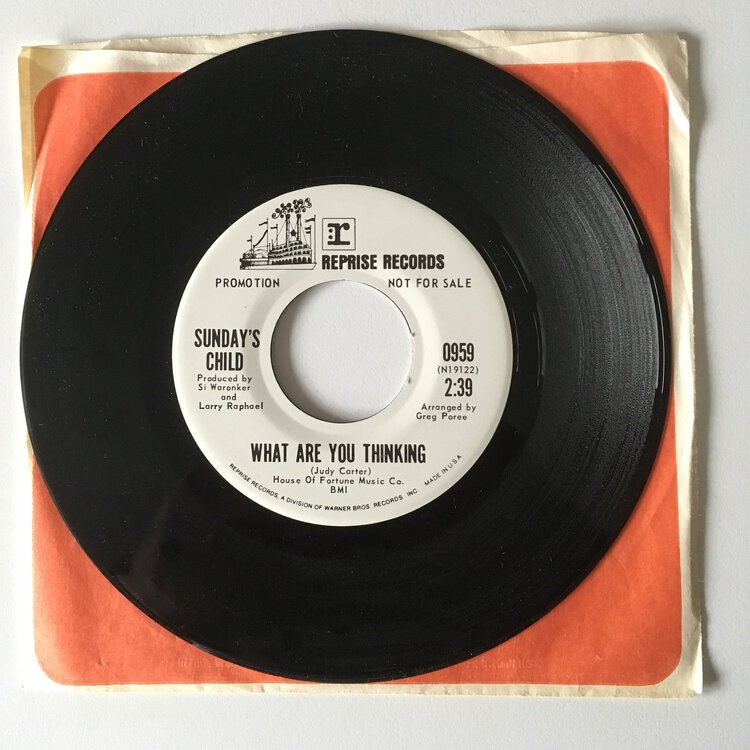 r
REPRISE RECORDS
PROMOTION NOT FOR SALE
SUNDAY'S
CHILD
Produced by
Si Waronker
and
Larry Raphael
0959
(N19122)
2:39
Arranged by
Greg Poree
WHAT ARE YOU THINKING
(Judy Carter)
House Of Fortune Music Co.
BMI
REPRISE RECORDS, A DIVISION OF WARNER BROS. RECORDS, INC. MADE IN U.S.A.